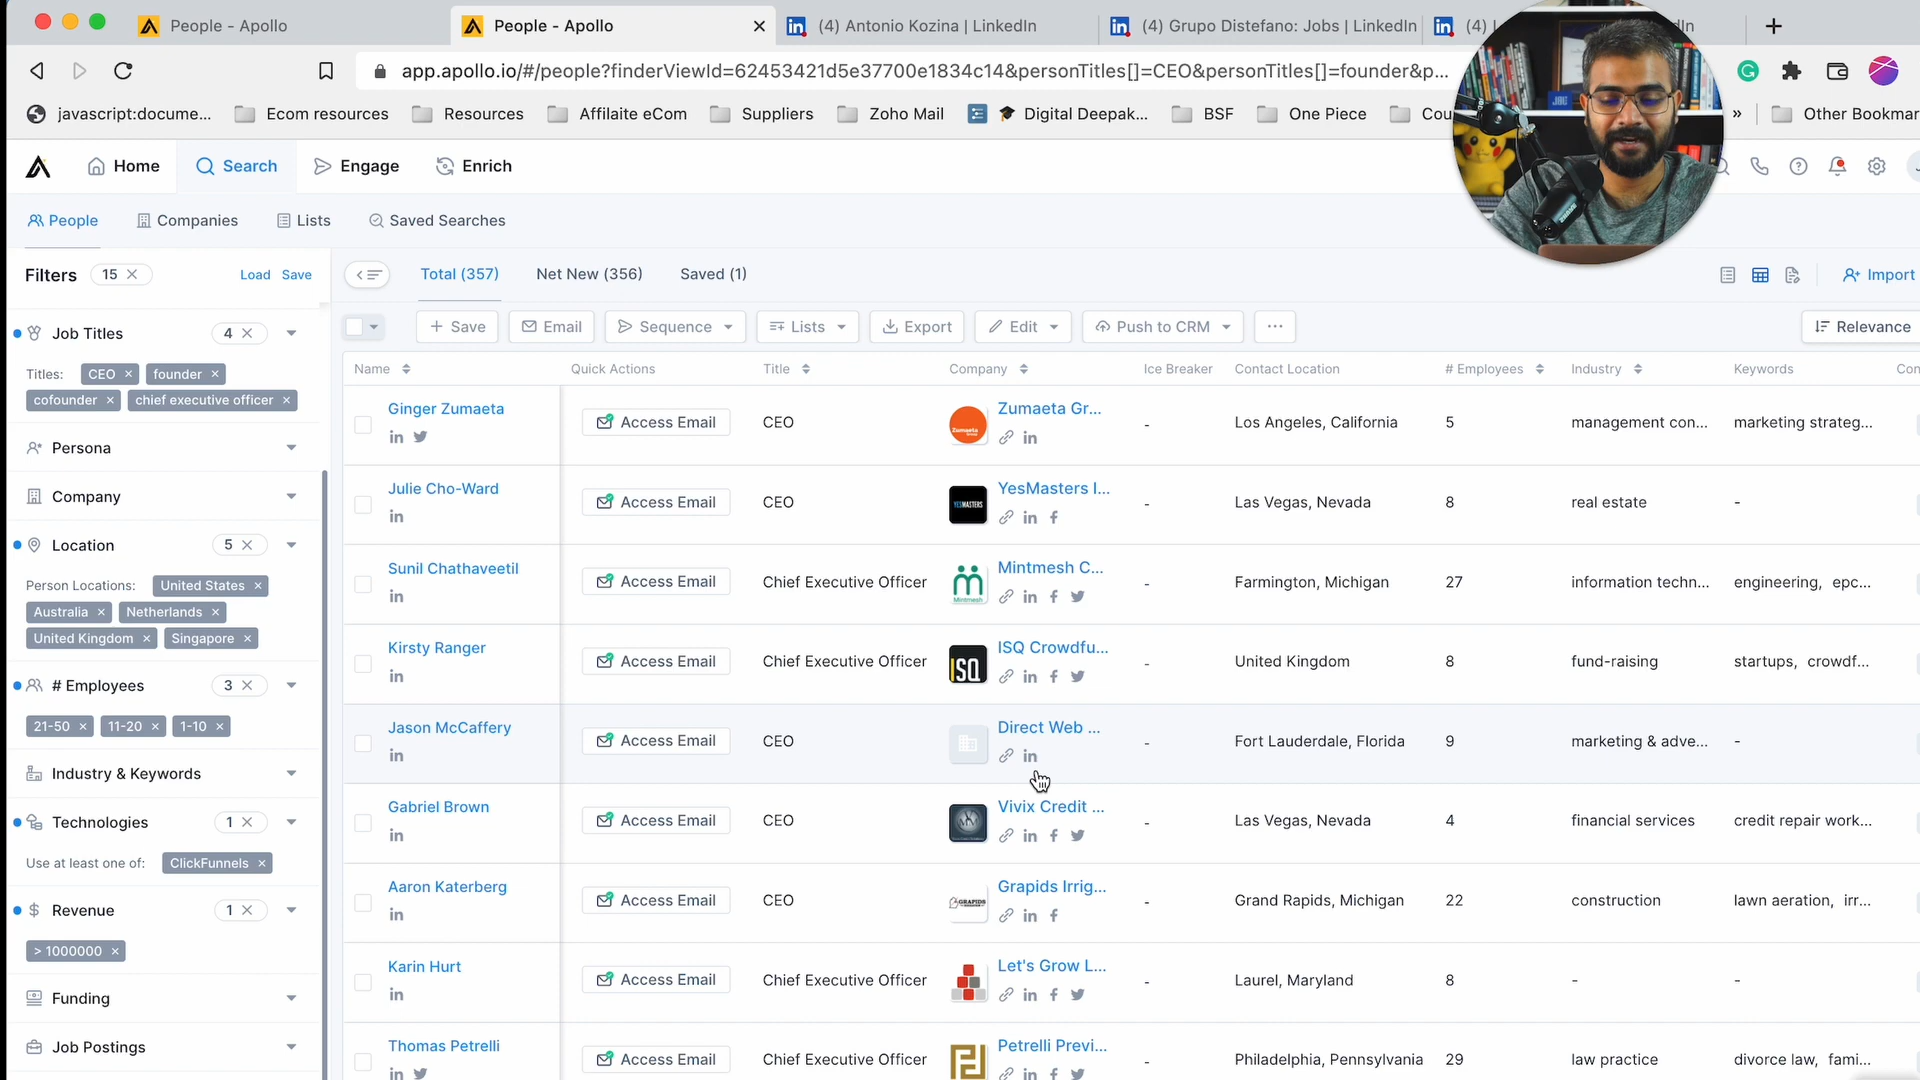 People - Apollo
People - Apollo
(4) Antonio Kozina | LinkedIn
(4) Grupo Distefano: Jobs | LinkedIn
(4)
app.apollo.io/#/people?finderViewId=62453421d5e37700e1834c14&personTitles[]=CEO&personTitles[]=founder&p...
javascript:docume...
Ecom resources
Resources
Affilaite eCom
Suppliers
Zoho Mail
Digital Deepak...
BSF
One Piece
Cou
»
Other Bookmar
Home
Search
Engage
Enrich
People
Companies
Lists
Saved Searches
Filters
15
Load
Save
Total (357)
Net New (356)
Saved (1)
Import
Job Titles
4
Titles:
CEO
founder
cofounder
chief executive officer
Persona
Company
Location
5
Person Locations:
United States
Australia
Netherlands
United Kingdom
Singapore
# Employees
3
21-50
11-20
1-10
Industry & Keywords
Technologies
1
Use at least one of:
ClickFunnels
Revenue
1
> 1000000
Funding
Job Postings
+ Save
Email
Sequence
Lists
Export
Edit
Push to CRM
...
Relevance
Name
Quick Actions
Title
Company
Ice Breaker
Contact Location
# Employees
Industry
Keywords
Con
Ginger Zumaeta
Access Email
CEO
Zumaeta Gr...
-
Los Angeles, California
5
management con...
marketing strateg...
Julie Cho-Ward
Access Email
CEO
YESMASTERS
YesMasters I...
-
Las Vegas, Nevada
8
real estate
-
Sunil Chathaveetil
Access Email
Chief Executive Officer
Mintmesh
Mintmesh C...
-
Farmington, Michigan
27
information techn...
engineering, epc...
Kirsty Ranger
Access Email
Chief Executive Officer
ISQ
ISQ Crowdfu...
-
United Kingdom
8
fund-raising
startups, crowdf...
Jason McCaffery
Access Email
CEO
Direct Web ...
-
Fort Lauderdale, Florida
9
marketing & adve...
-
Gabriel Brown
Access Email
CEO
Vivix Credit ...
-
Las Vegas, Nevada
4
financial services
credit repair work...
Aaron Katerberg
Access Email
CEO
GRAPIDS
Grapids Irrig...
-
Grand Rapids, Michigan
22
construction
lawn aeration, irr...
Karin Hurt
Access Email
Chief Executive Officer
Let's Grow L...
-
Laurel, Maryland
8
-
-
Thomas Petrelli
Access Email
Chief Executive Officer
Petrelli Previ...
-
Philadelphia, Pennsylvania
29
law practice
divorce law, fami...